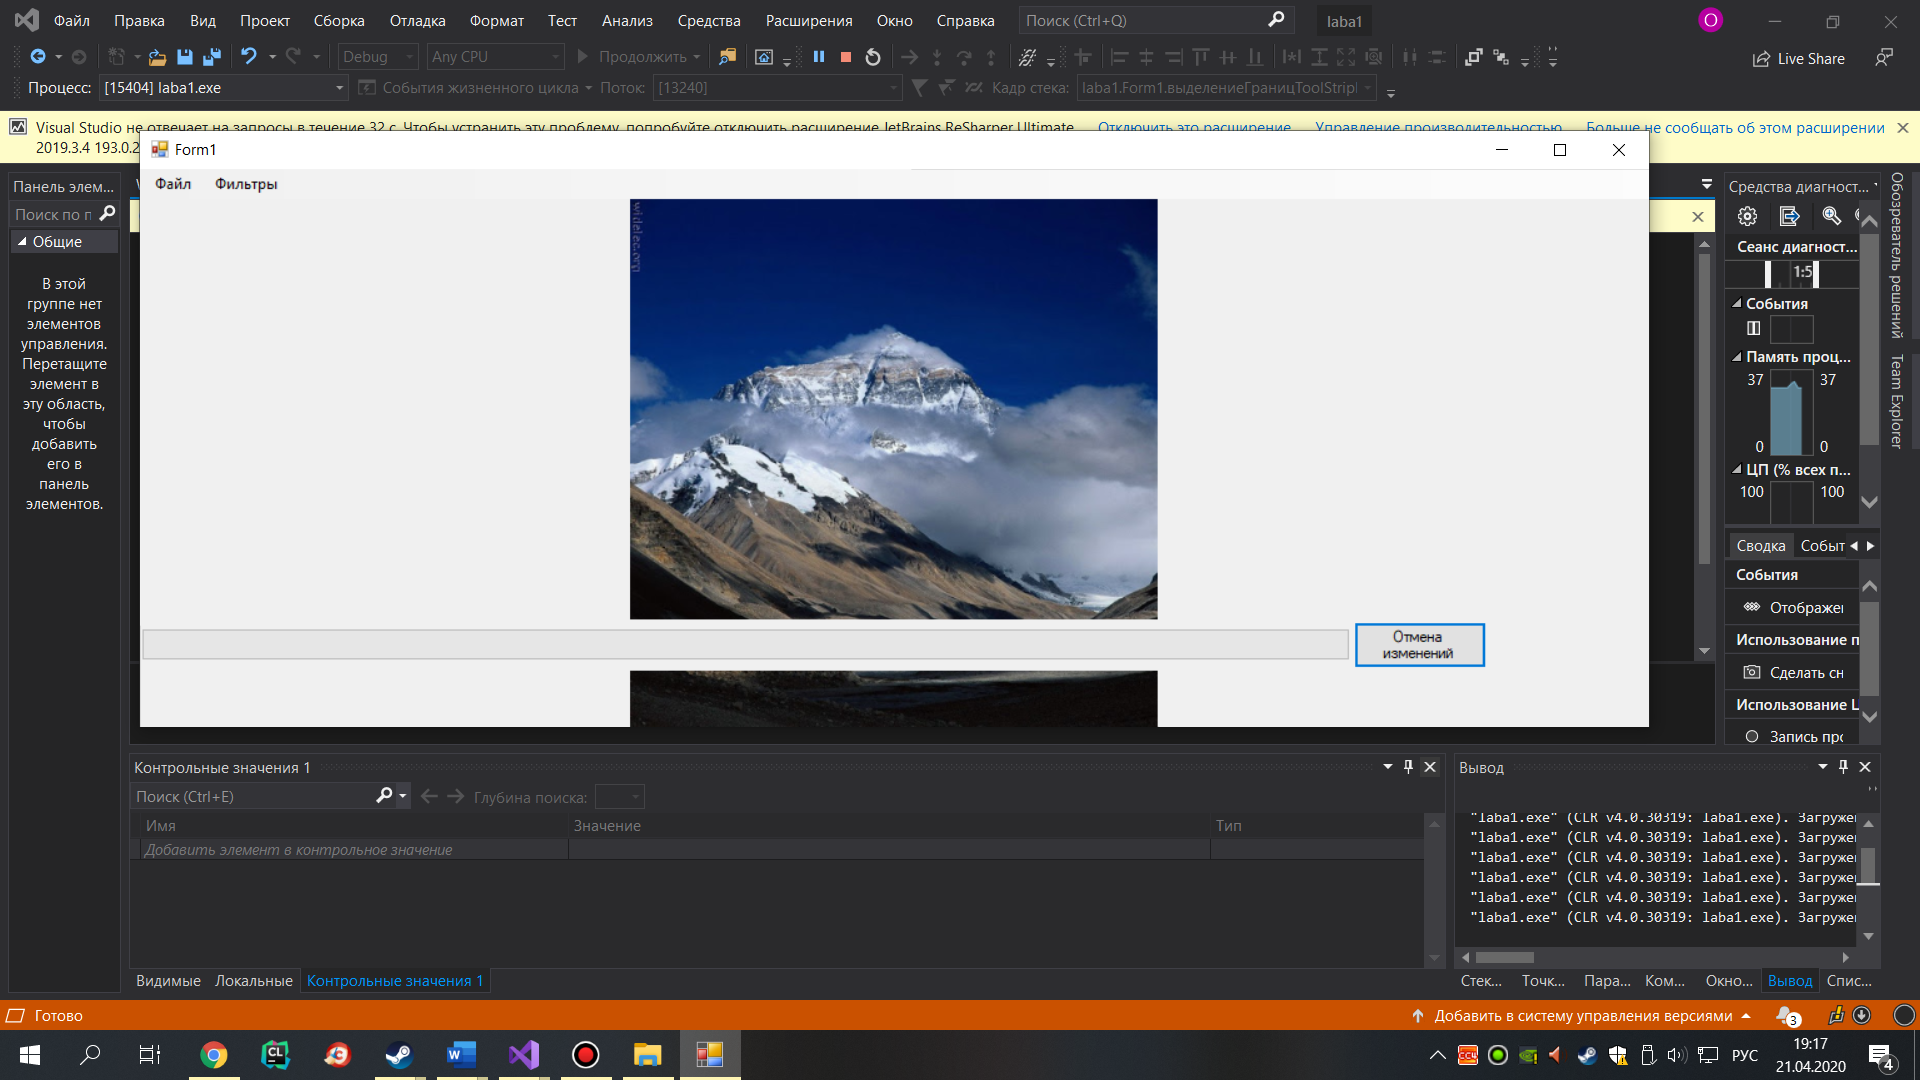 Файл Правка Вид Проект Сборка Отладка Формат Тест Анализ Средства Расширения Окно Справка Поиск (Ctrl+Q) laba1 O
Debug Any CPU Продолжить Live Share
Процесс: [15404] laba1.exe События жизненного цикла Поток: [13240] Кадр стека: laba1.Form1.выделениеГраницToolStripI
Visual Studio не отвечает на запросы в течение 32 с. Чтобы устранить эту проблему, попробуйте отключить расширение JetBrains ReSharper Ultimate Отключить это расширение Управление производительностью Больше не сообщать об этом расширении
2019.3.4 193.0.2
Form1
Файл Фильтры
widelec.org
Отмена
изменений
Панель элем...
Поиск по п
Общие
В этой
группе нет
элементов
управления.
Перетащите
элемент в
эту область,
чтобы
добавить
его в
панель
элементов.
Средства диагност...
Сеанс диагност...
1:5
События
Память проц...
37 37
0 0
ЦП (% всех п...
100 100
Сводка Событ
События
Отображе
Использование п
Сделать сн
Использование Ц
Запись про
Обозреватель решений
Team Explorer
Контрольные значения 1
Поиск (Ctrl+E) Глубина поиска:
Имя Значение Тип
Добавить элемент в контрольное значение
Видимые Локальные Контрольные значения 1
Вывод
"laba1.exe" (CLR v4.0.30319: laba1.exe). Загруже
"laba1.exe" (CLR v4.0.30319: laba1.exe). Загруже
"laba1.exe" (CLR v4.0.30319: laba1.exe). Загруже
"laba1.exe" (CLR v4.0.30319: laba1.exe). Загруже
"laba1.exe" (CLR v4.0.30319: laba1.exe). Загруже
"laba1.exe" (CLR v4.0.30319: laba1.exe). Загруже
Стек... Точк... Пара... Ком... Окно... Вывод Спис...
Готово Добавить в систему управления версиями 3
РУС 19:17
21.04.2020 4